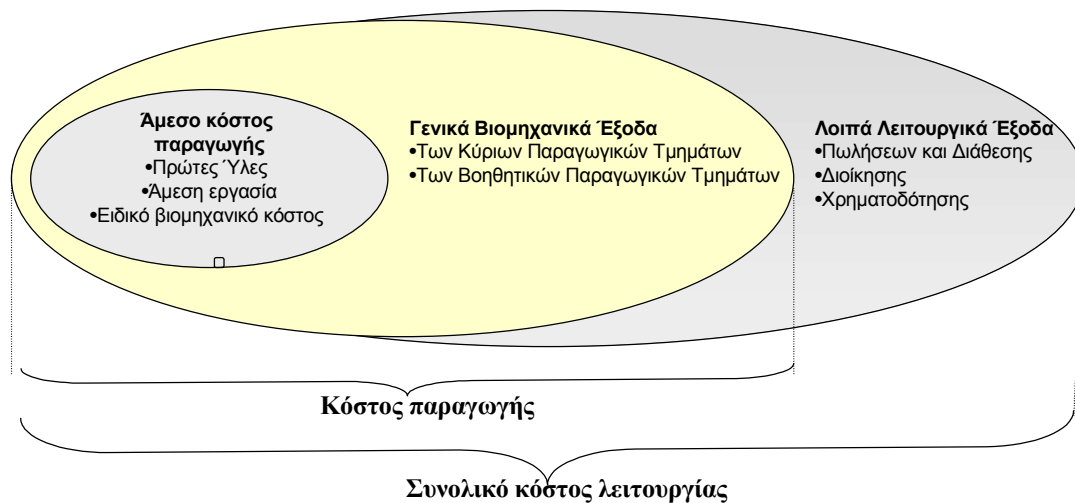 Άμεσο κόστος
παραγωγής
•Πρώτες Ύλες
•Άμεση εργασία
•Ειδικό βιομηχανικό κόστος
Γενικά Βιομηχανικά Έξοδα
•Των Κύριων Παραγωγικών Τμημάτων
•Των Βοηθητικών Παραγωγικών Τμημάτων
Λοιπά Λειτουργικά Έξοδα
•Πωλήσεων και Διάθεσης
•Διοίκησης
•Χρηματοδότησης
Κόστος παραγωγής
Συνολικό κόστος λειτουργίας